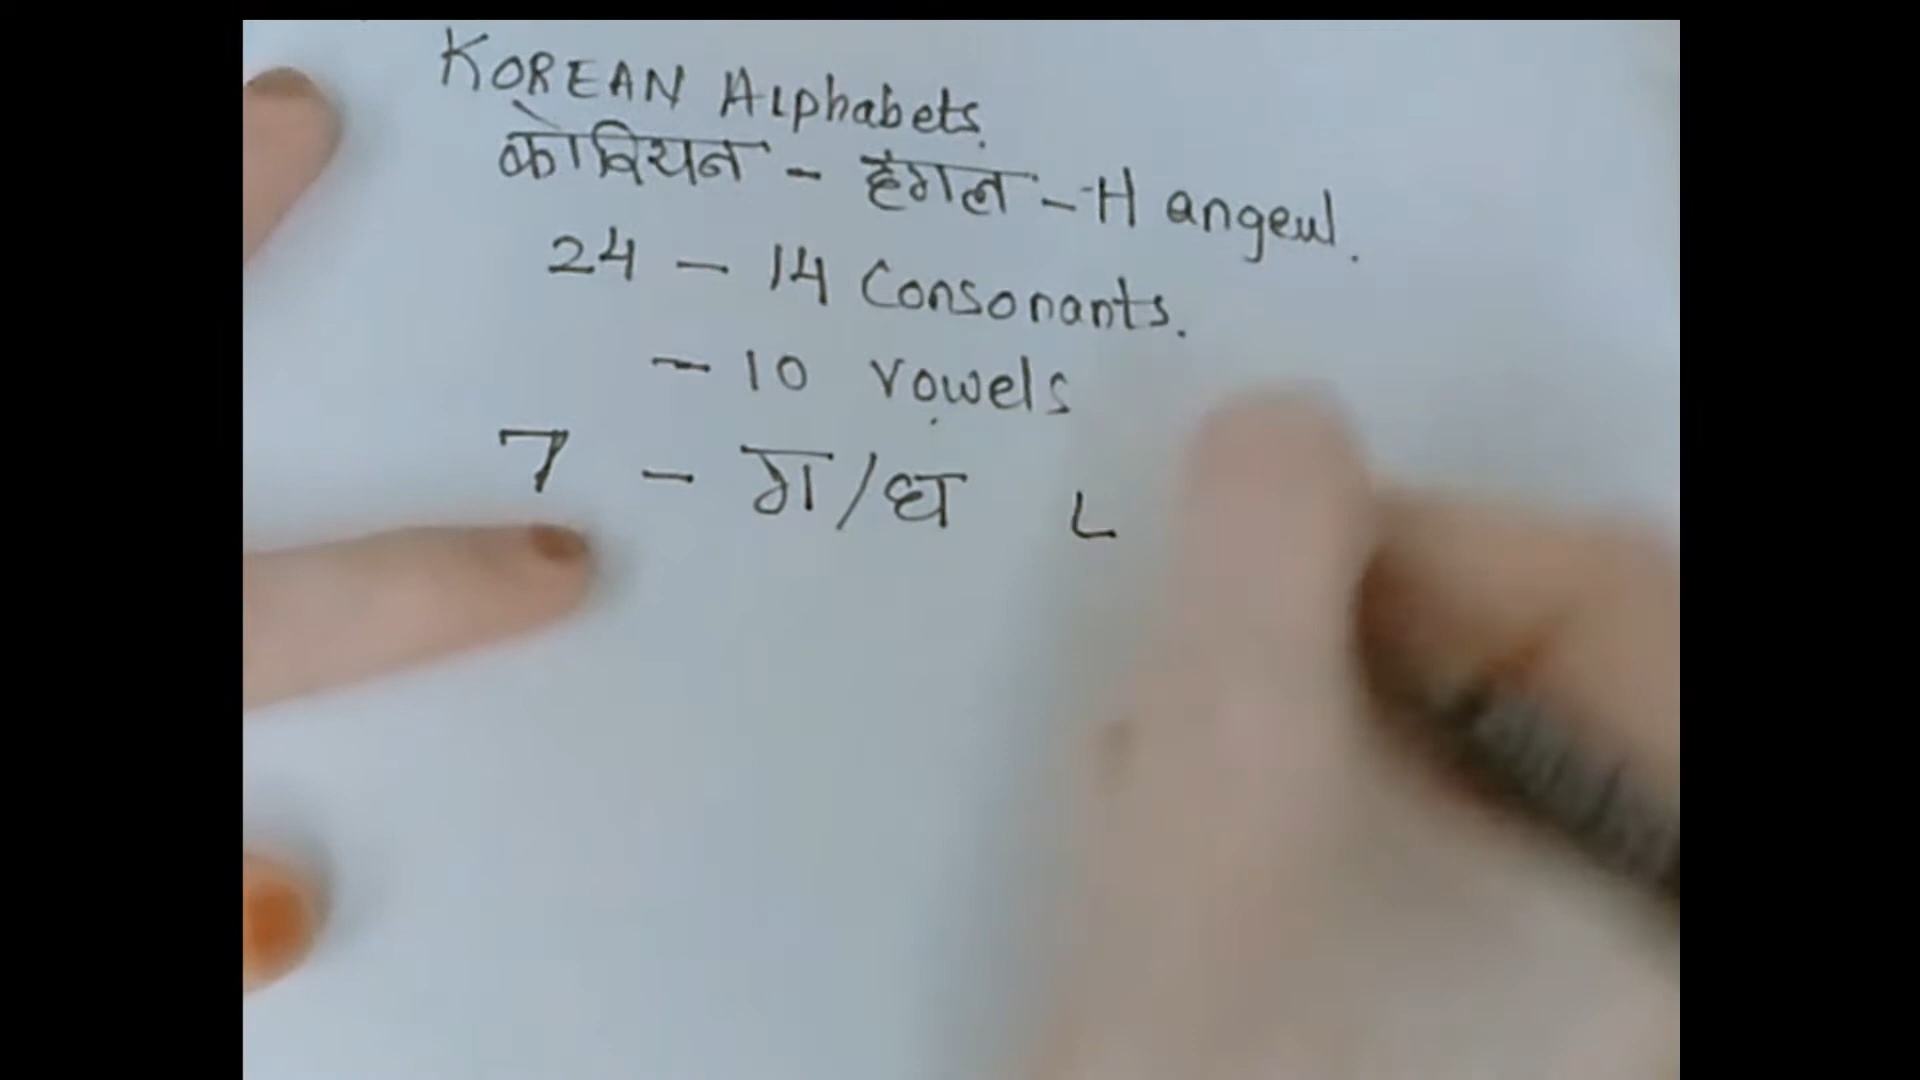 KOREAN Alphabets.
कोरियन - हंगल - Hangeul.
24 - 14 Consonants.
- 10 vowels
ㄱ - ग/घ ㄴ